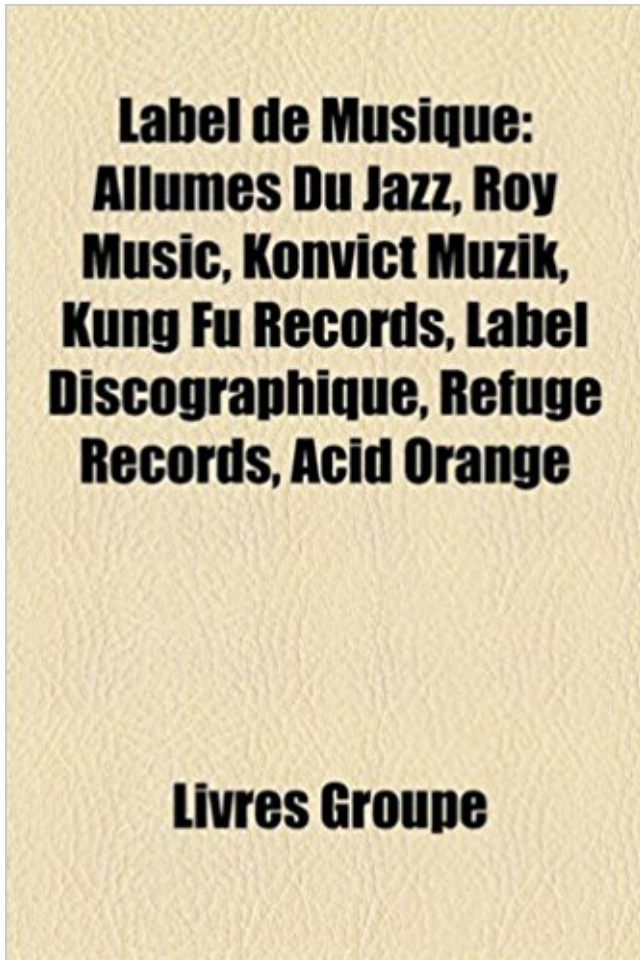 Label de Musique:
Allumes Du Jazz, Roy
Music, Konvict Muzik,
Kung Fu Records, Label
Discographique, Refuge
Records, Acid Orange
Livres Groupe